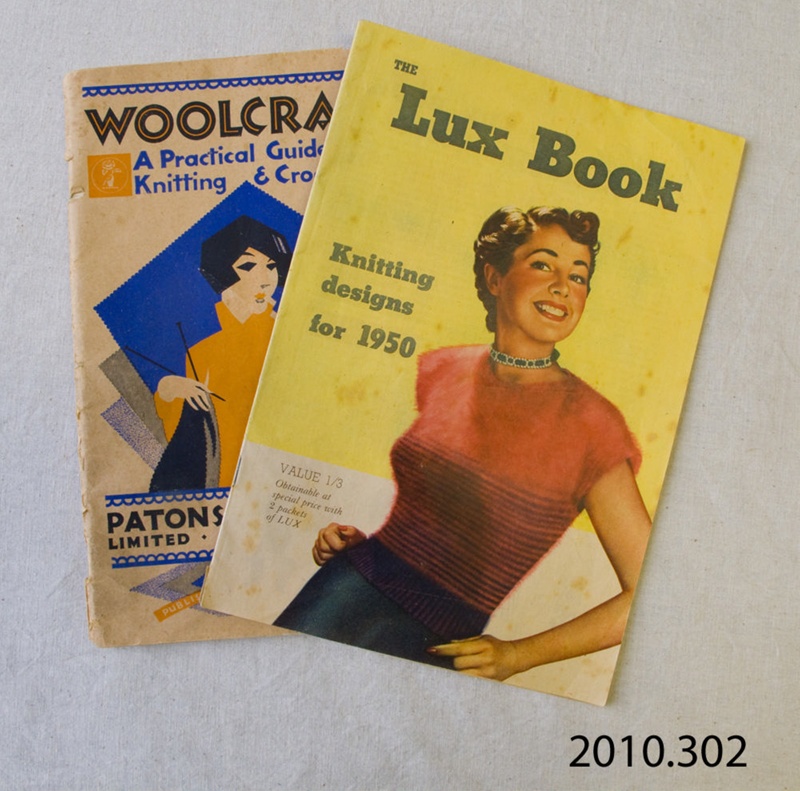 WOOLCRA
A Practical Guide
Knitting & Cro
PATONS
LIMITED ·
PUBLI
THE
Lux Book
Knitting
designs
for 1950
VALUE 1/3
Obtainable at
special price with
2 packets
of LUX
2010.302